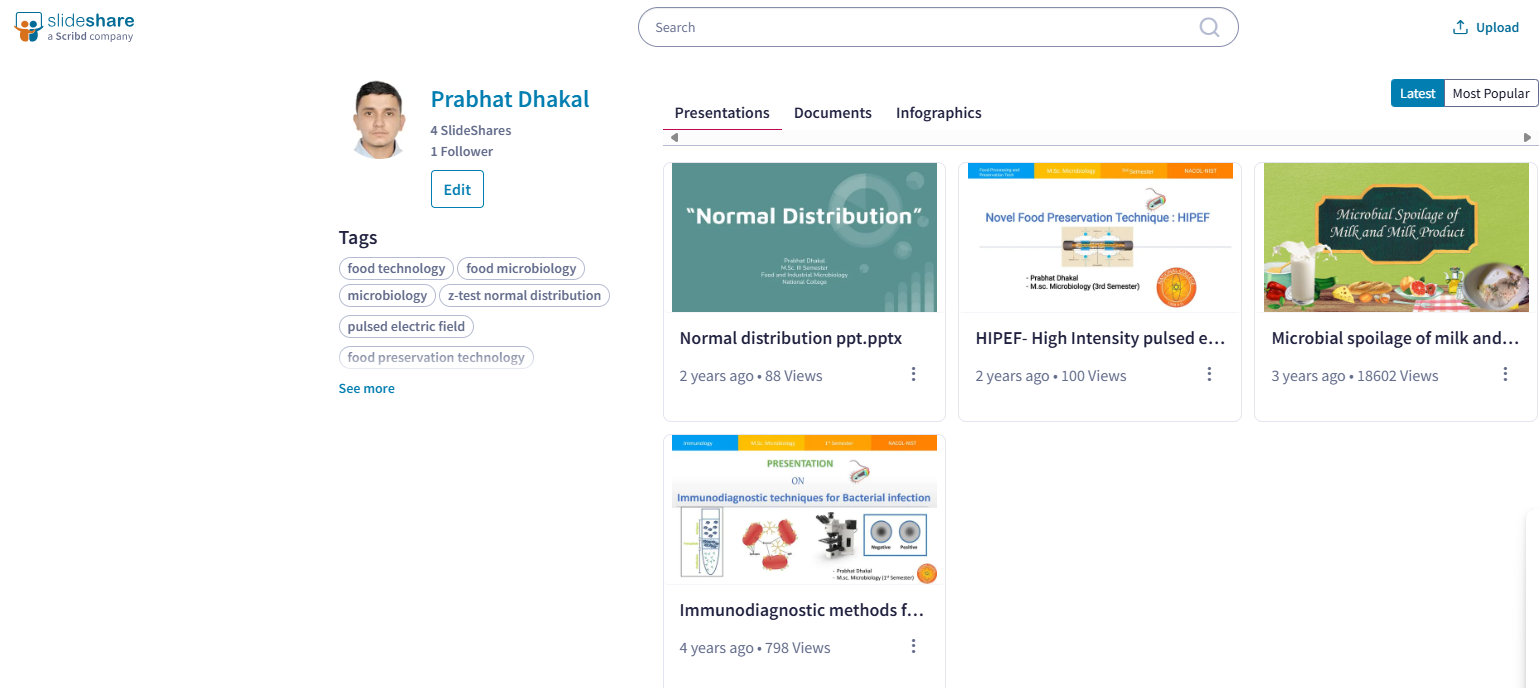 slideshare
a Scribd company
Search
Upload
Prabhat Dhakal
4 SlideShares
1 Follower
Edit
Tags
food technology
food microbiology
microbiology
z-test normal distribution
pulsed electric field
food preservation technology
See more
Latest
Most Popular
Presentations
Documents
Infographics
"Normal Distribution"
Prabhat Dhakal
M.Sc. III Semester
Food and Industrial Microbiology
National College
Normal distribution ppt.pptx
2 years ago • 88 Views
Food Processing and
Preservation Tech
M.Sc. Microbiology
3rd Semester
NACOL-NIST
Novel Food Preservation Technique : HIPEF
- Prabhat Dhakal
- M.sc. Microbiology (3rd Semester)
HIPEF- High Intensity pulsed e...
2 years ago • 100 Views
Microbial Spoilage of
Milk and Milk Product
Microbial spoilage of milk and...
3 years ago • 18602 Views
Immunology
M.Sc. Microbiology
1st Semester
NACOL-NIST
PRESENTATION
ON
Immunodiagnostic techniques for Bacterial infection
Negative
Positive
- Prabhat Dhakal
- M.sc. Microbiology (1st Semester)
Immunodiagnostic methods f...
4 years ago • 798 Views